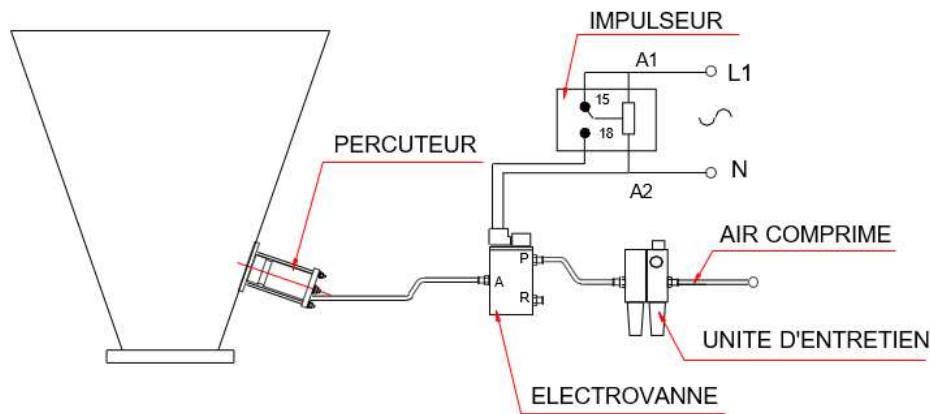 IMPULSEUR
A1
L1
15
18
PERCUTEUR
N
A2
AIR COMPRIME
P
A
R
UNITE D'ENTRETIEN
ELECTROVANNE